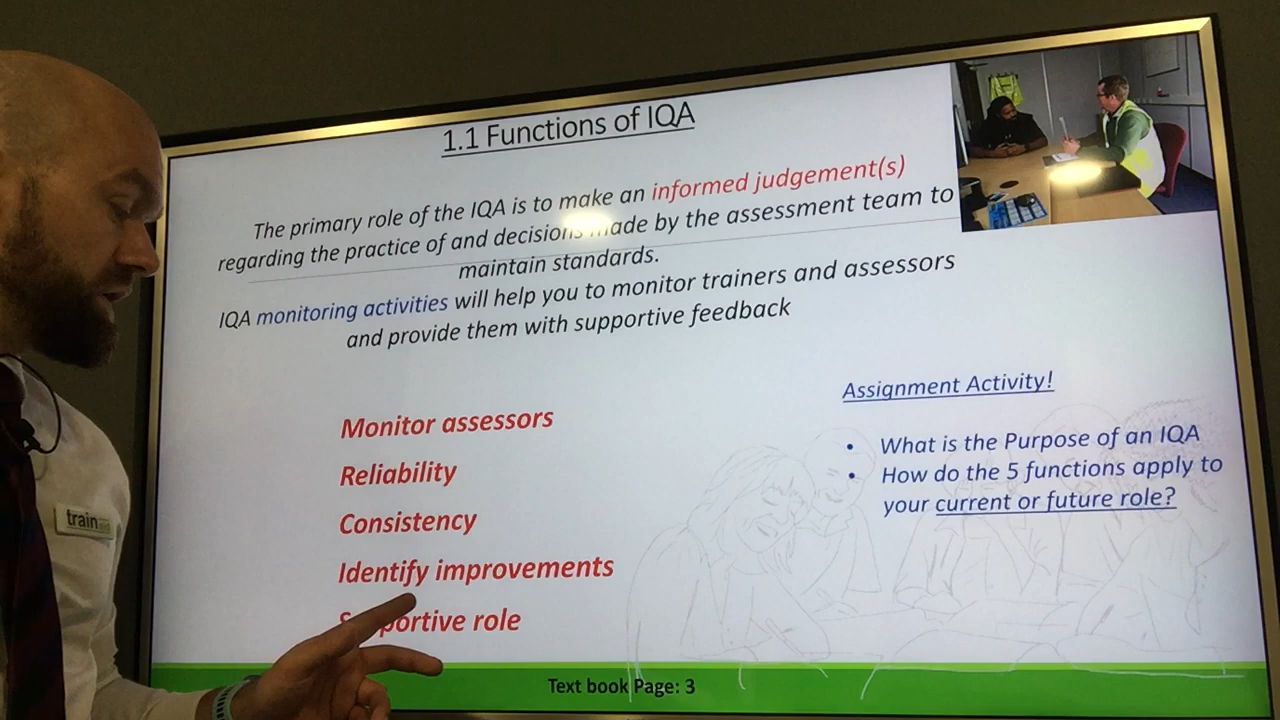 1.1 Functions of IQA
The primary role of the IQA is to make an informed judgement(s)
regarding the practice of and decisions made by the assessment team to
maintain standards.
IQA monitoring activities will help you to monitor trainers and assessors
and provide them with supportive feedback
Monitor assessors
Reliability
Consistency
Identify improvements
Supportive role
Assignment Activity!
• What is the Purpose of an IQA
• How do the 5 functions apply to
your current or future role?
Text book Page: 3
train